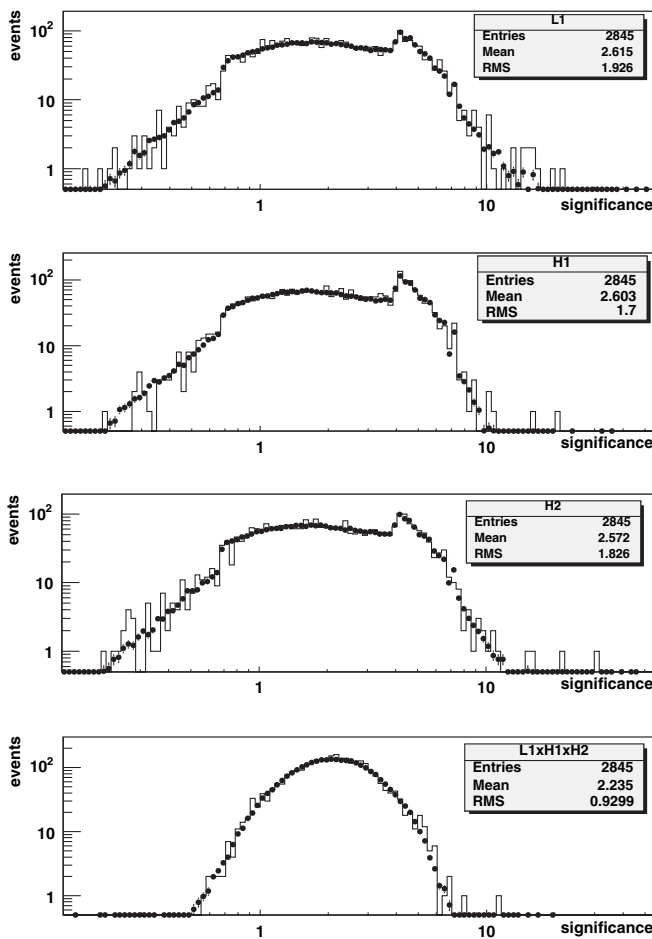 L1
Entries 2845
Mean 2.615
RMS 1.926
events
10²
10
1
1 10
significance
H1
Entries 2845
Mean 2.603
RMS 1.7
events
10²
10
1
1 10
significance
H2
Entries 2845
Mean 2.572
RMS 1.826
events
10²
10
1
1 10
significance
L1xH1xH2
Entries 2845
Mean 2.235
RMS 0.9299
events
10²
10
1
1 10
significance